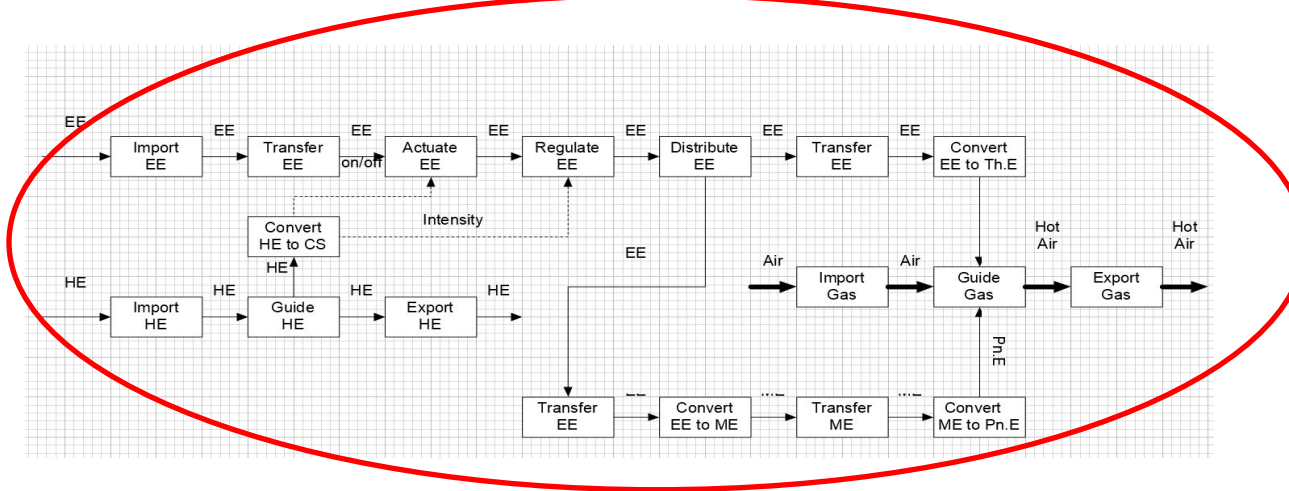 EE
EE
EE
EE
EE
EE
EE
Import
EE
Transfer
EE
on/off
Actuate
EE
Regulate
EE
Distribute
EE
Transfer
EE
Convert
EE to Th.E
Convert
HE to CS
Intensity
HE
EE
Air
Air
Hot
Air
Hot
Air
Import
Gas
Guide
Gas
Export
Gas
HE
HE
HE
HE
Import
HE
Guide
HE
Export
HE
Pn.E
Transfer
EE
Convert
EE to ME
Transfer
ME
Convert
ME to Pn.E